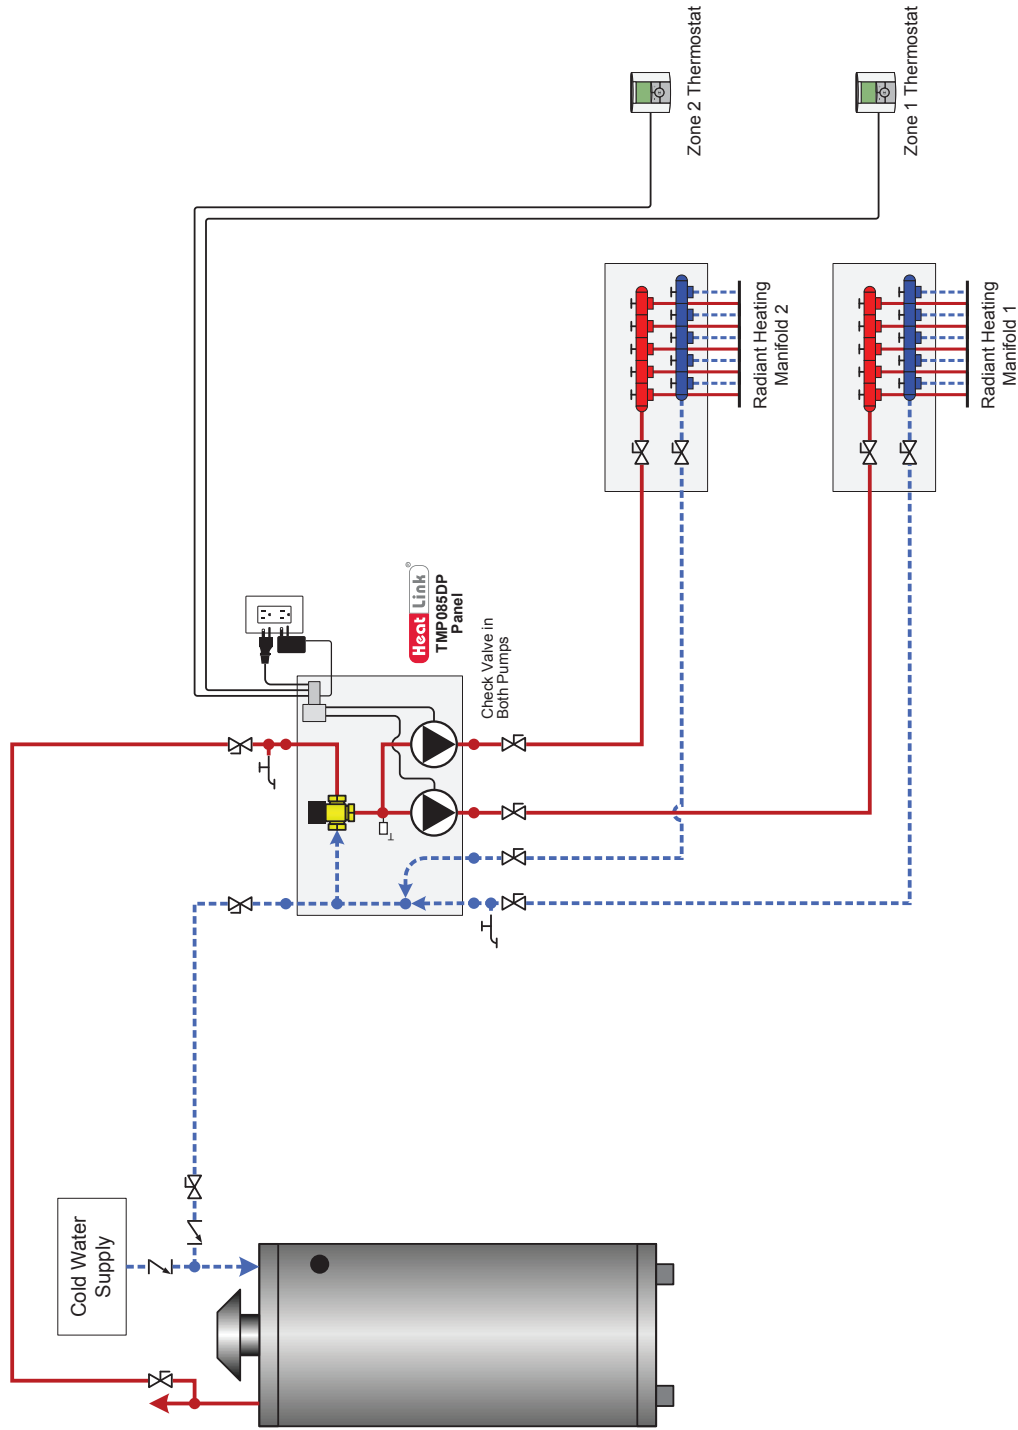 Cold Water
Supply
Heat Link®
TMP085DP
Panel
Check Valve in
Both Pumps
Radiant Heating
Manifold 2
Radiant Heating
Manifold 1
Zone 2 Thermostat
Zone 1 Thermostat